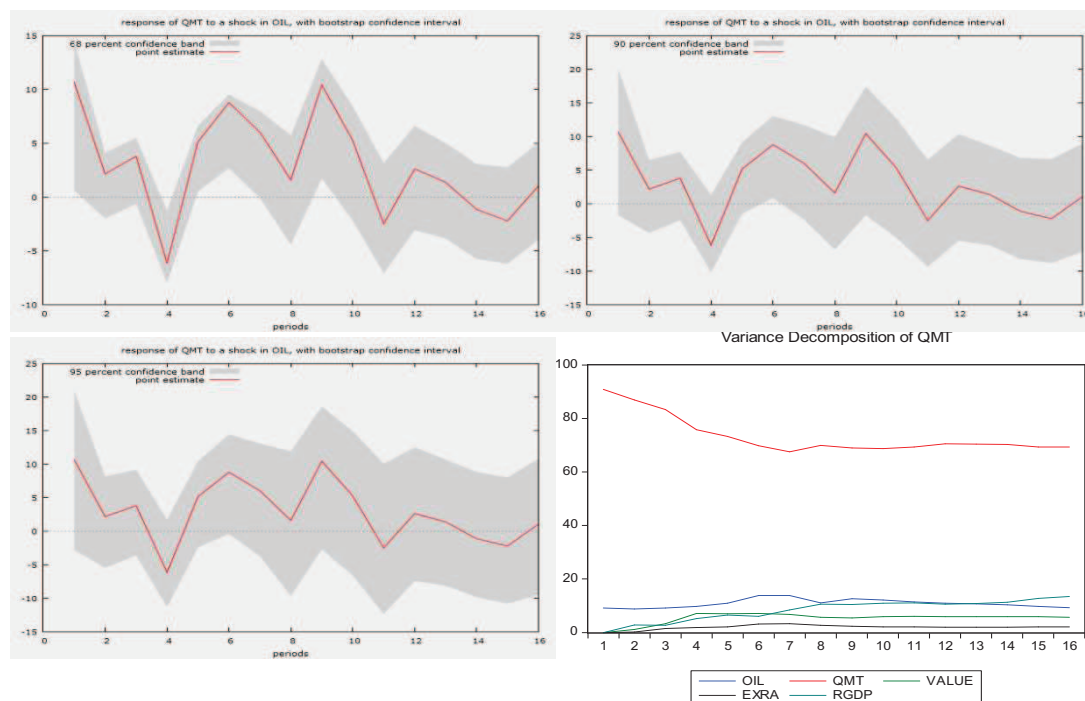 response of QMT to a shock in OIL, with bootstrap confidence interval
15
68 percent confidence band
point estimate
10
5
0
-5
-10
0 2 4 6 8 10 12 14 16
periods
response of QMT to a shock in OIL, with bootstrap confidence interval
25
90 percent confidence band
point estimate
20
15
10
5
0
-5
-10
-15
0 2 4 6 8 10 12 14 16
periods
response of QMT to a shock in OIL, with bootstrap confidence interval
25
95 percent confidence band
point estimate
20
15
10
5
0
-5
-10
-15
0 2 4 6 8 10 12 14 16
periods
Variance Decomposition of QMT
100
80
60
40
20
0
1 2 3 4 5 6 7 8 9 10 11 12 13 14 15 16
OIL QMT VALUE
EXRA RGDP